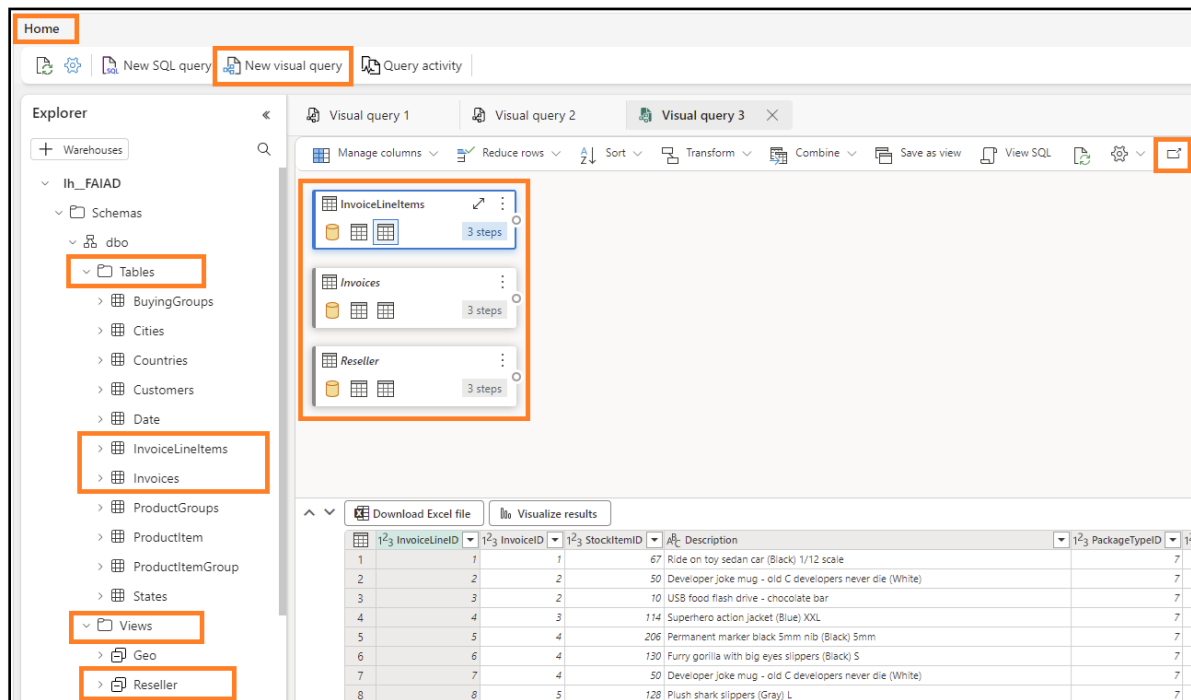 Home
New SQL query New visual query Query activity
Explorer
Visual query 1 Visual query 2 Visual query 3
+ Warehouses
Manage columns Reduce rows Sort Transform Combine Save as view View SQL
lh_FAIAD
Schemas
dbo
Tables
BuyingGroups
Cities
Countries
Customers
Date
InvoiceLineItems
Invoices
ProductGroups
ProductItem
ProductItemGroup
States
Views
Geo
Reseller
InvoiceLineItems
3 steps
Invoices
3 steps
Reseller
3 steps
Download Excel file Visualize results
123 InvoiceLineID 123 InvoiceID 123 StockItemID ABC Description 123 PackageTypeID 12
1 1 1 67 Ride on toy sedan car (Black) 1/12 scale 7
2 2 2 50 Developer joke mug - old C developers never die (White) 7
3 3 2 10 USB food flash drive - chocolate bar 7
4 4 3 114 Superhero action jacket (Blue) XXL 7
5 5 4 206 Permanent marker black 5mm nib (Black) 5mm 7
6 6 4 130 Furry gorilla with big eyes slippers (Black) S 7
7 7 4 50 Developer joke mug - old C developers never die (White) 7
8 8 5 128 Plush shark slippers (Gray) L 7